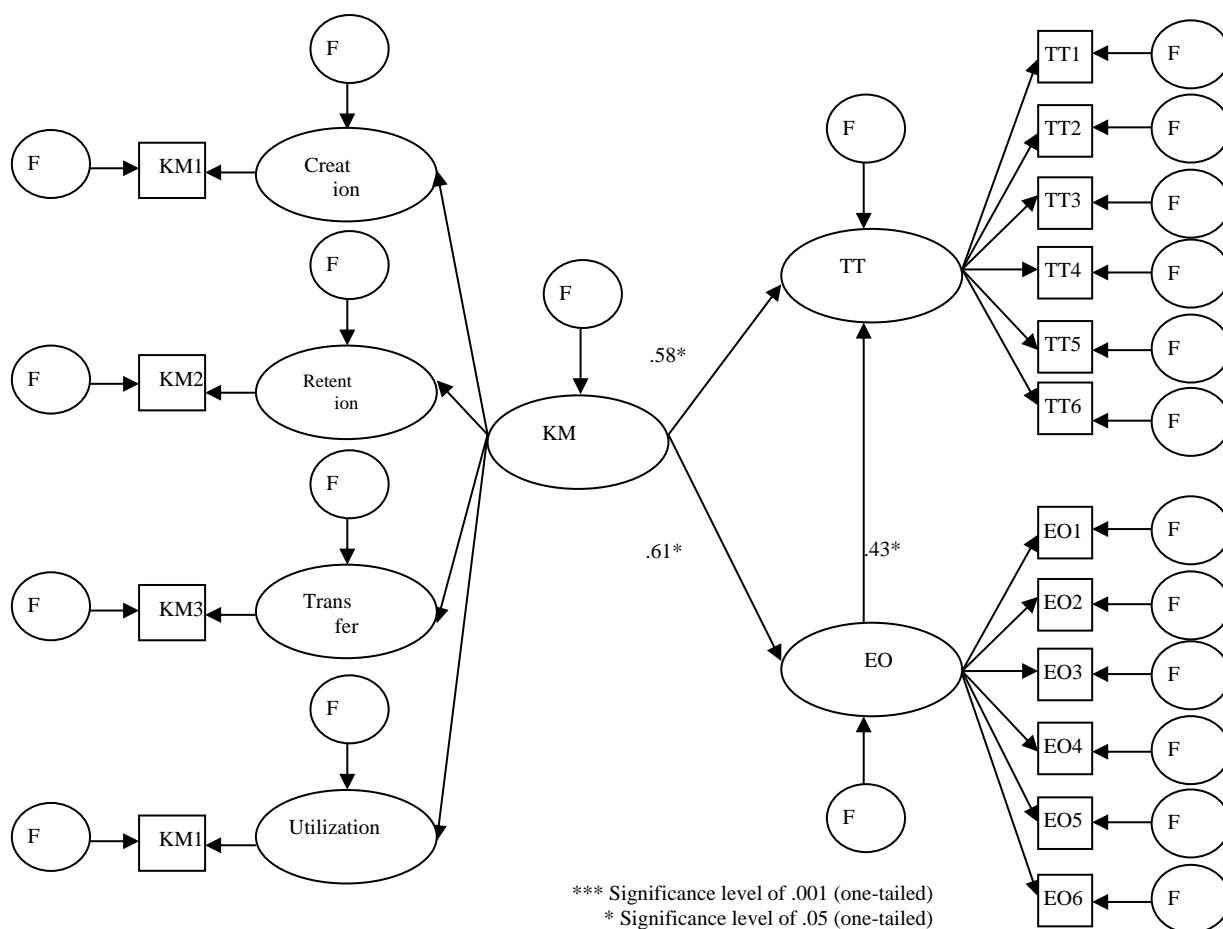 F
F
KM1
Creat
ion
F
F
KM2
Retent
ion
F
F
KM3
Trans
fer
F
F
KM1
Utilization
F
KM
.58*
.61*
.43*
F
TT
TT1
F
TT2
F
TT3
F
TT4
F
TT5
F
TT6
F
EO
F
EO1
F
EO2
F
EO3
F
EO4
F
EO5
F
EO6
F
*** Significance level of .001 (one-tailed)
* Significance level of .05 (one-tailed)